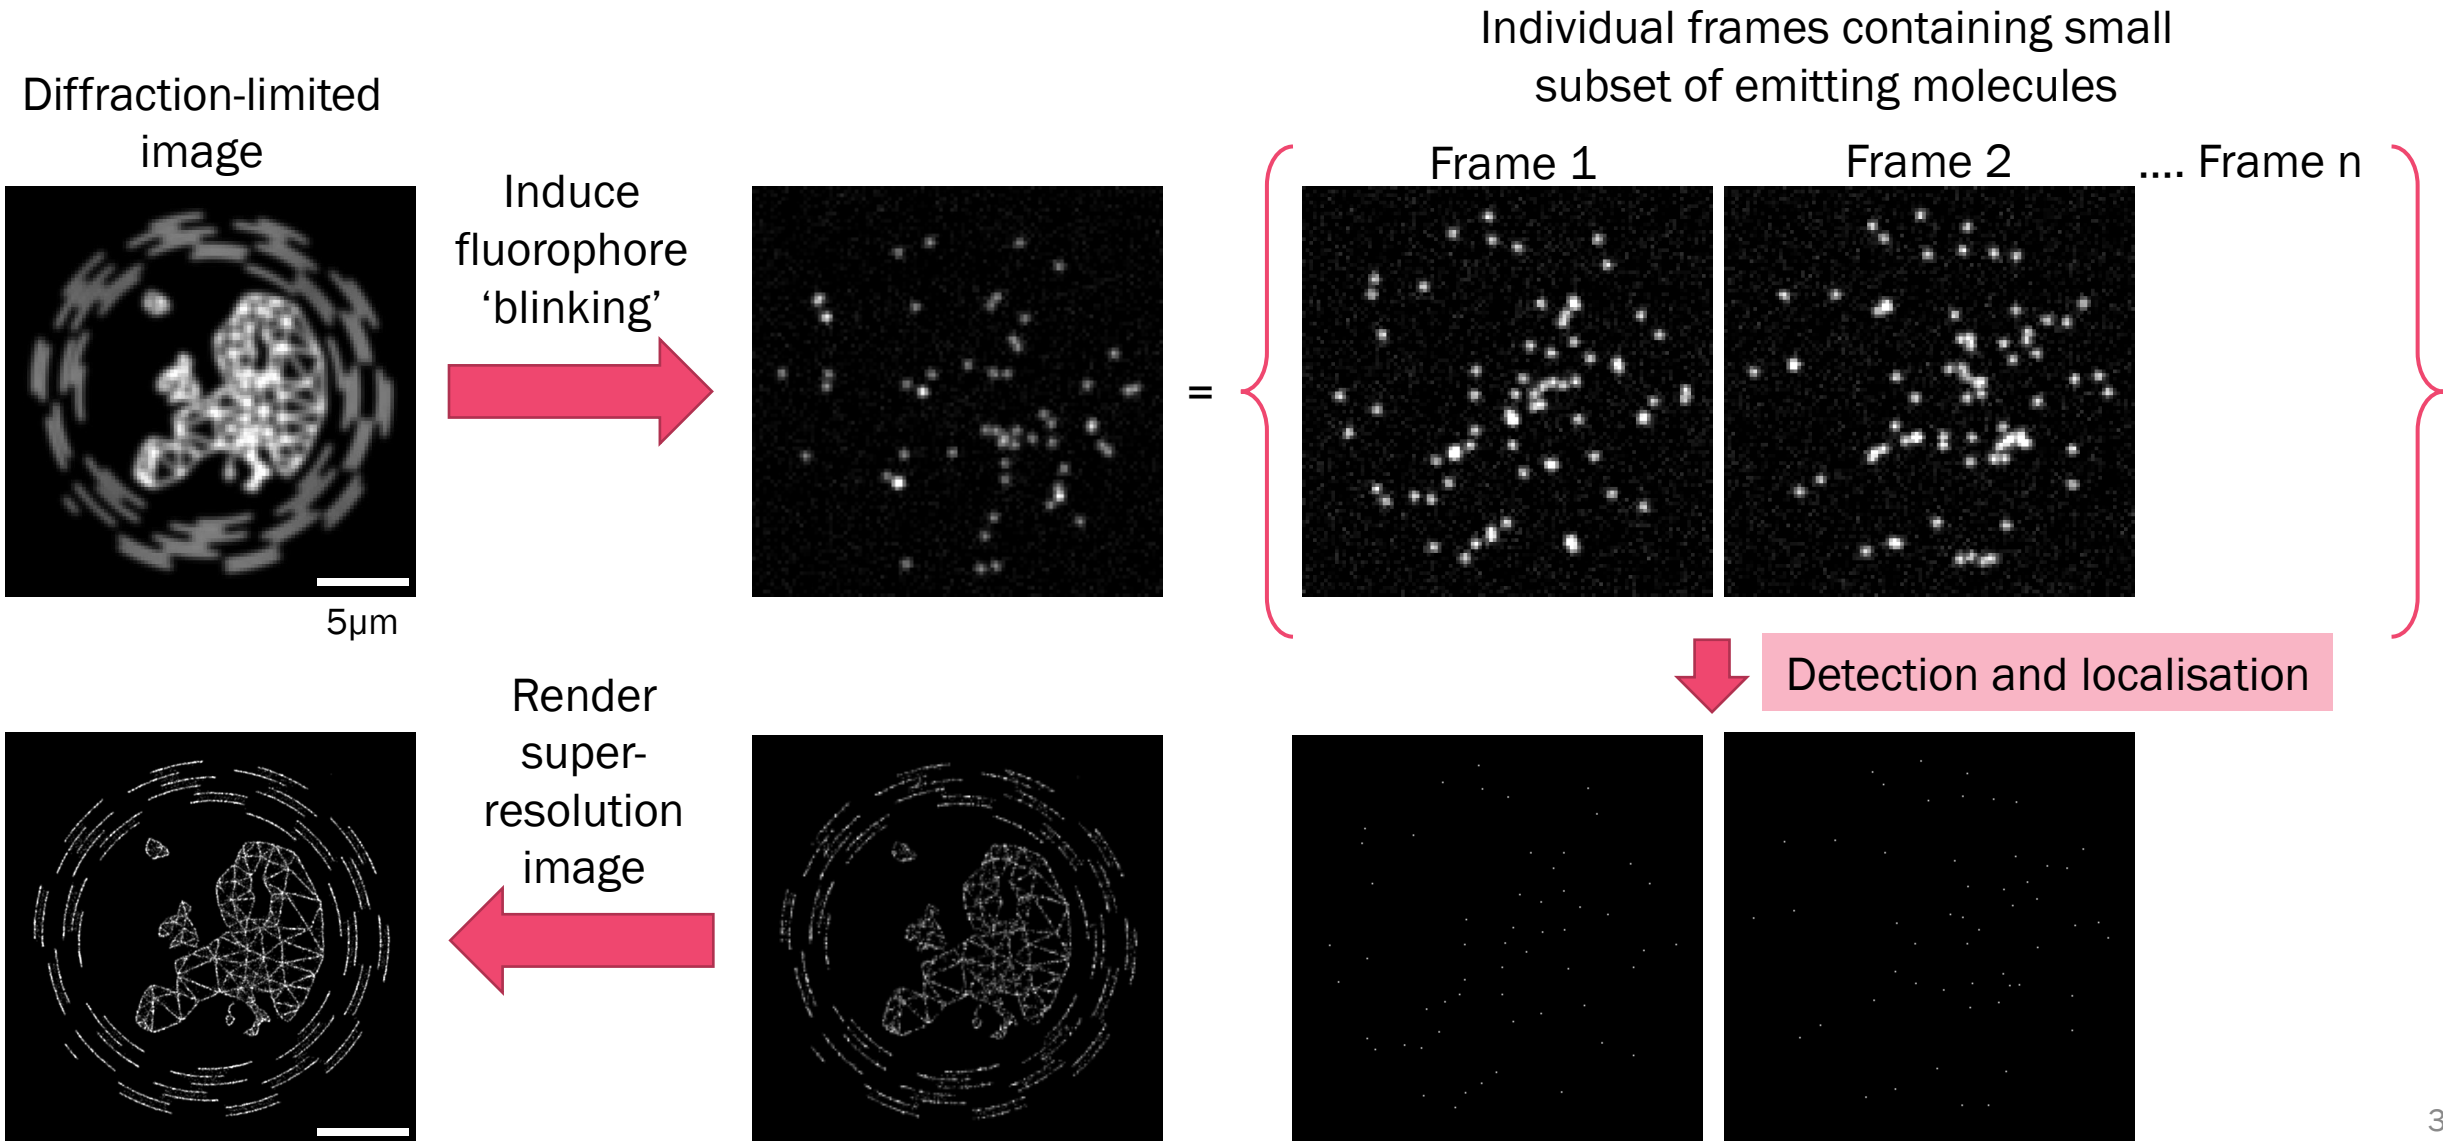 Diffraction-limited
image
Induce
fluorophore
‘blinking’
=
Individual frames containing small
subset of emitting molecules
Frame 1
Frame 2
.... Frame n
5µm
Detection and localisation
Render
super-
resolution
image
3